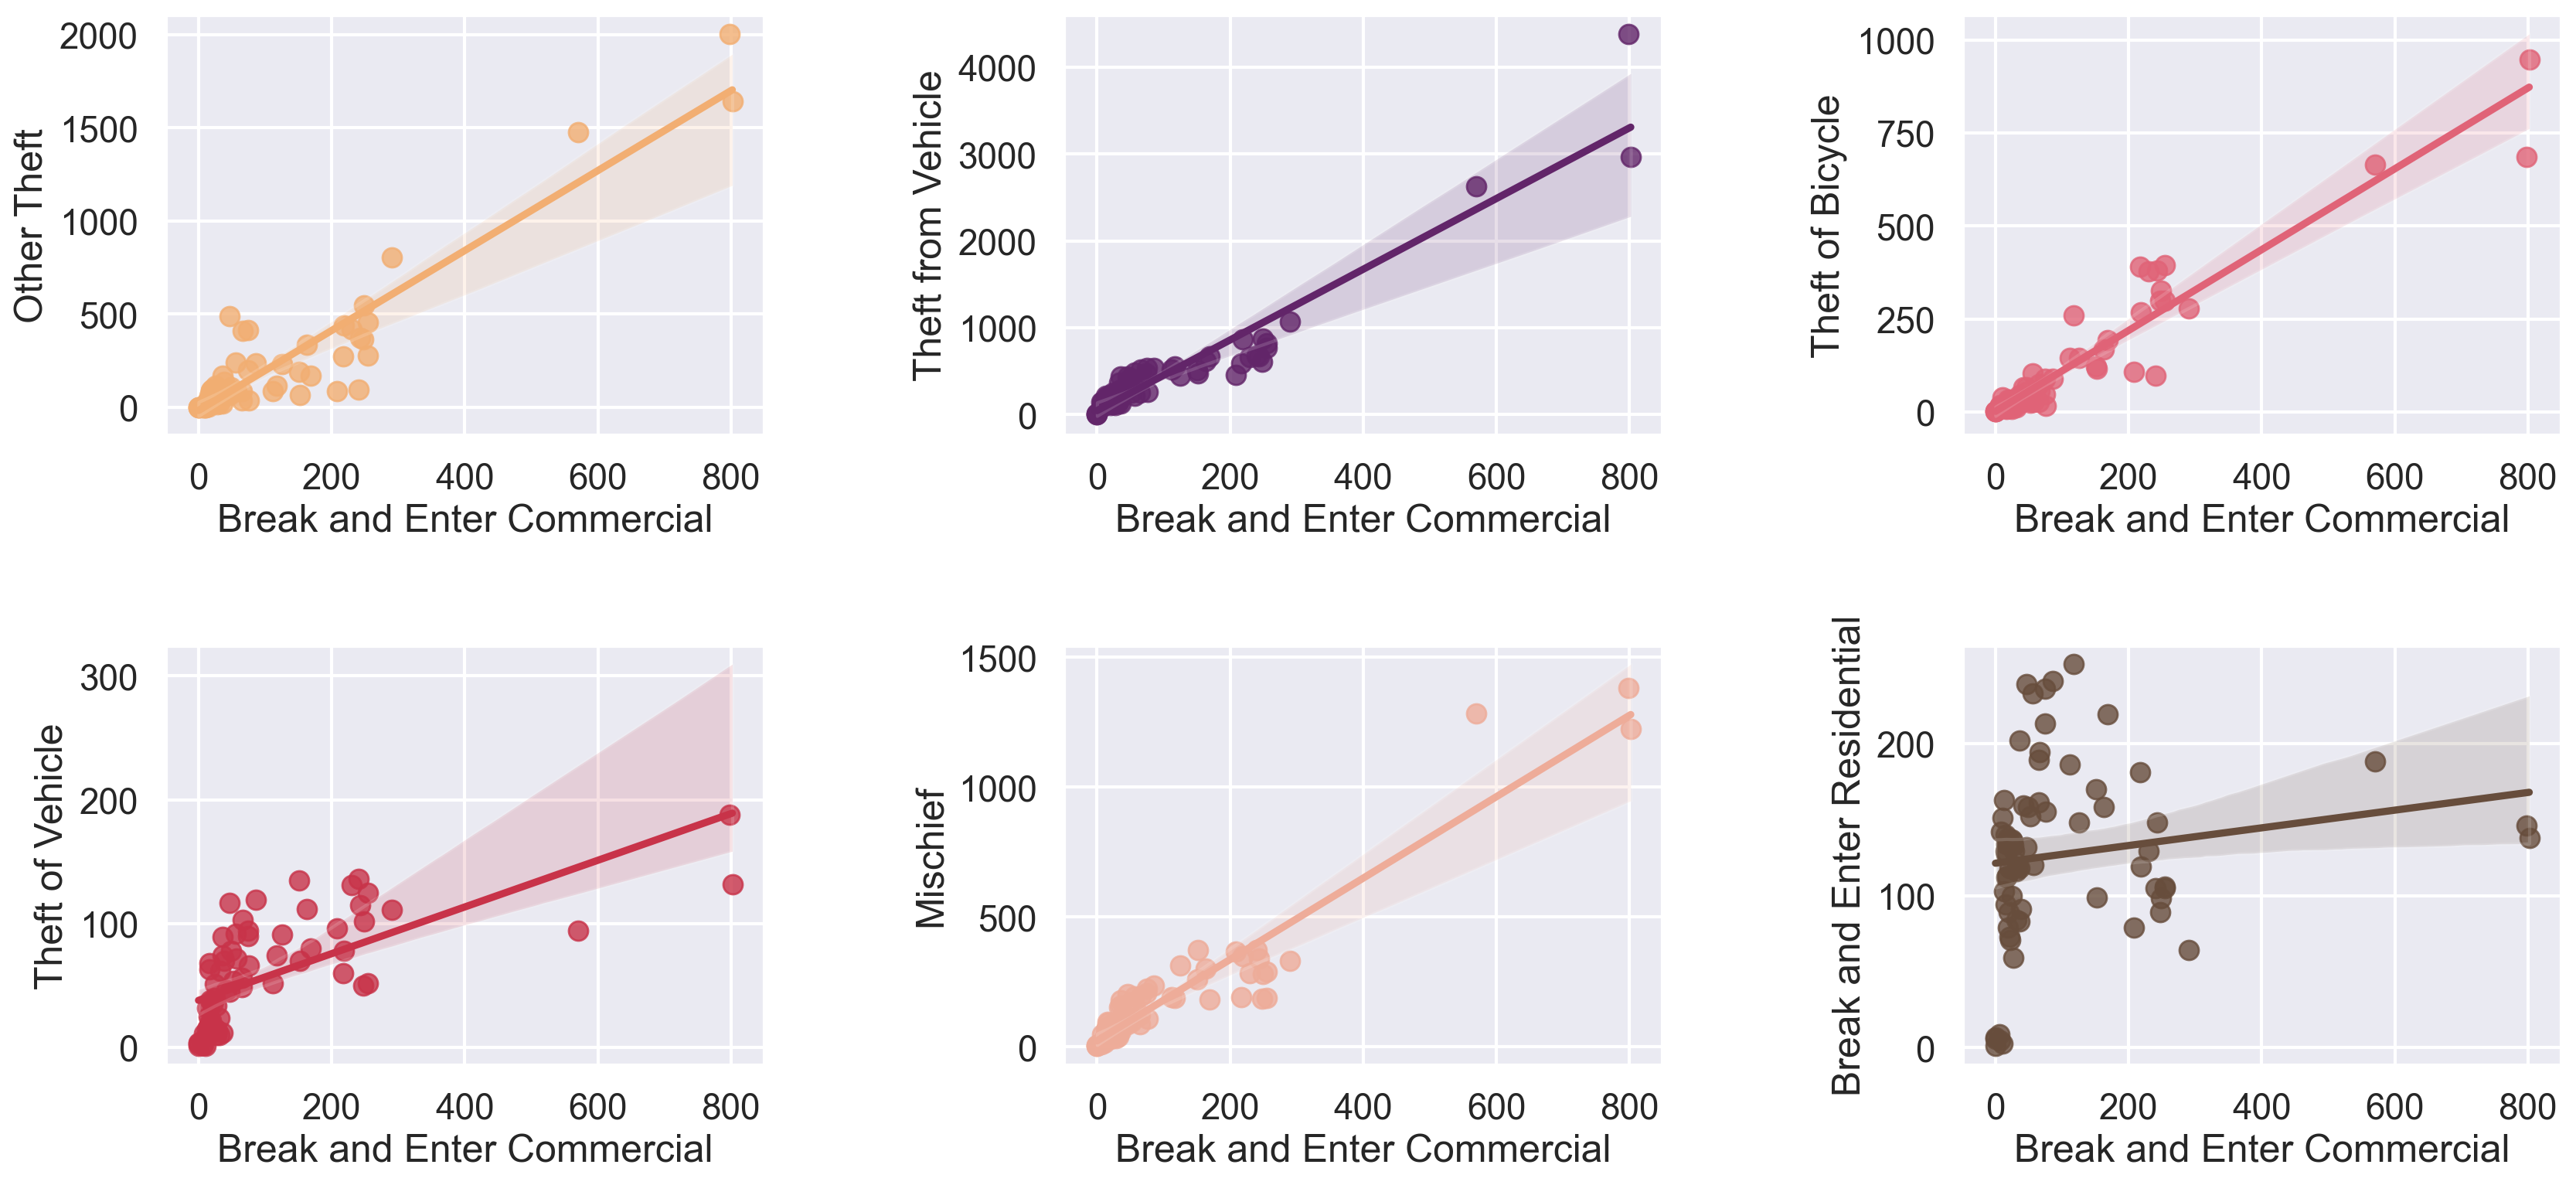 Other Theft
2000
1500
1000
500
0
0 200 400 600 800
Break and Enter Commercial
Theft from Vehicle
4000
3000
2000
1000
0
0 200 400 600 800
Break and Enter Commercial
Theft of Bicycle
1000
750
500
250
0
0 200 400 600 800
Break and Enter Commercial
Theft of Vehicle
300
200
100
0
0 200 400 600 800
Break and Enter Commercial
Mischief
1500
1000
500
0
0 200 400 600 800
Break and Enter Commercial
Break and Enter Residential
200
100
0
0 200 400 600 800
Break and Enter Commercial